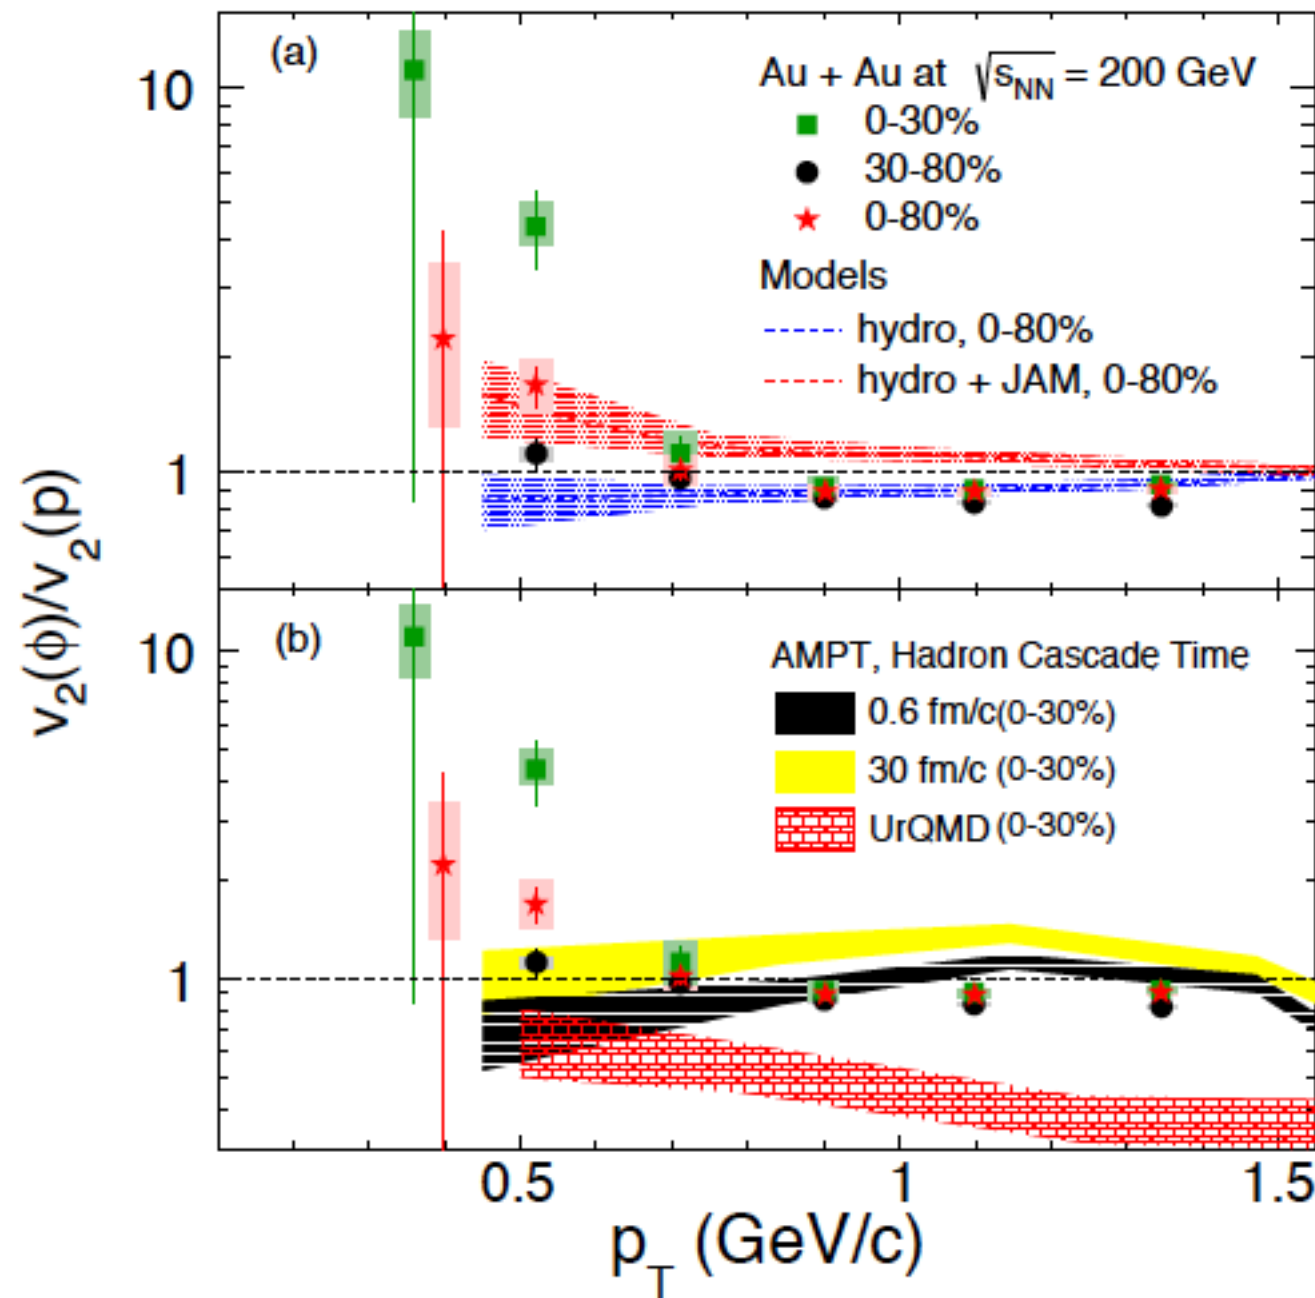 (a)
Au + Au at √sNN = 200 GeV
0-30%
30-80%
0-80%
Models
hydro, 0-80%
hydro + JAM, 0-80%
10
1
v2(ϕ)/v2(p)
(b)
AMPT, Hadron Cascade Time
0.6 fm/c(0-30%)
30 fm/c (0-30%)
UrQMD (0-30%)
10
1
0.5 1 1.5
pT (GeV/c)